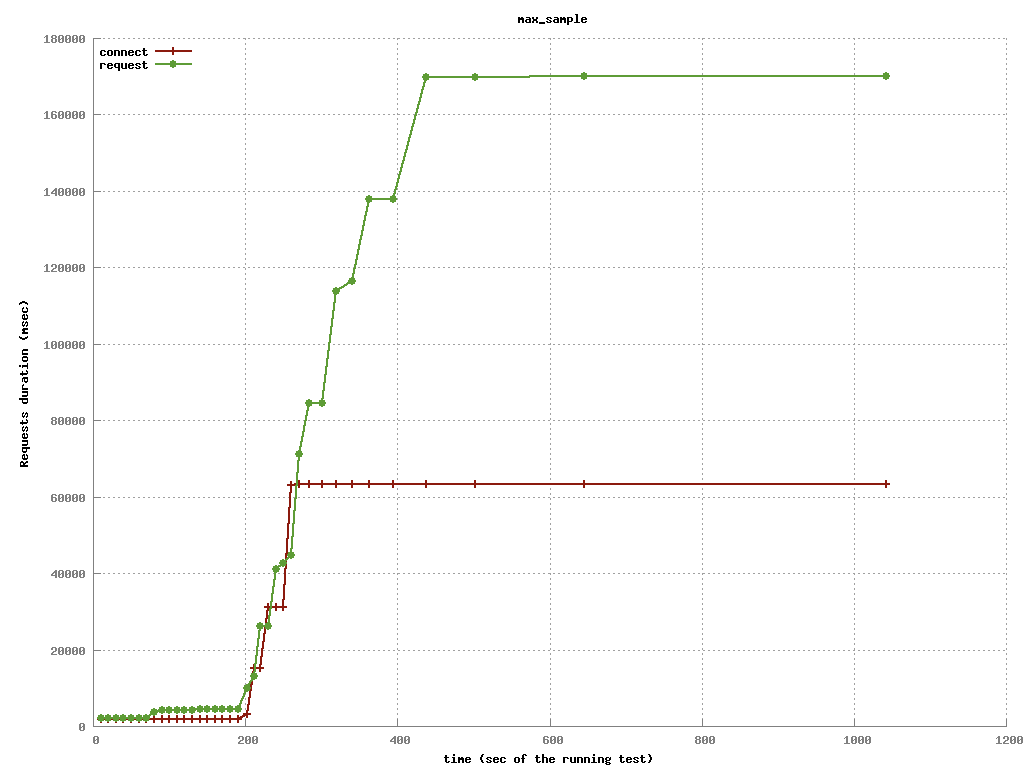 max_sample
connect
request
180000
160000
140000
120000
100000
80000
60000
40000
20000
0
Requests duration (msec)
0 200 400 600 800 1000 1200
time (sec of the running test)